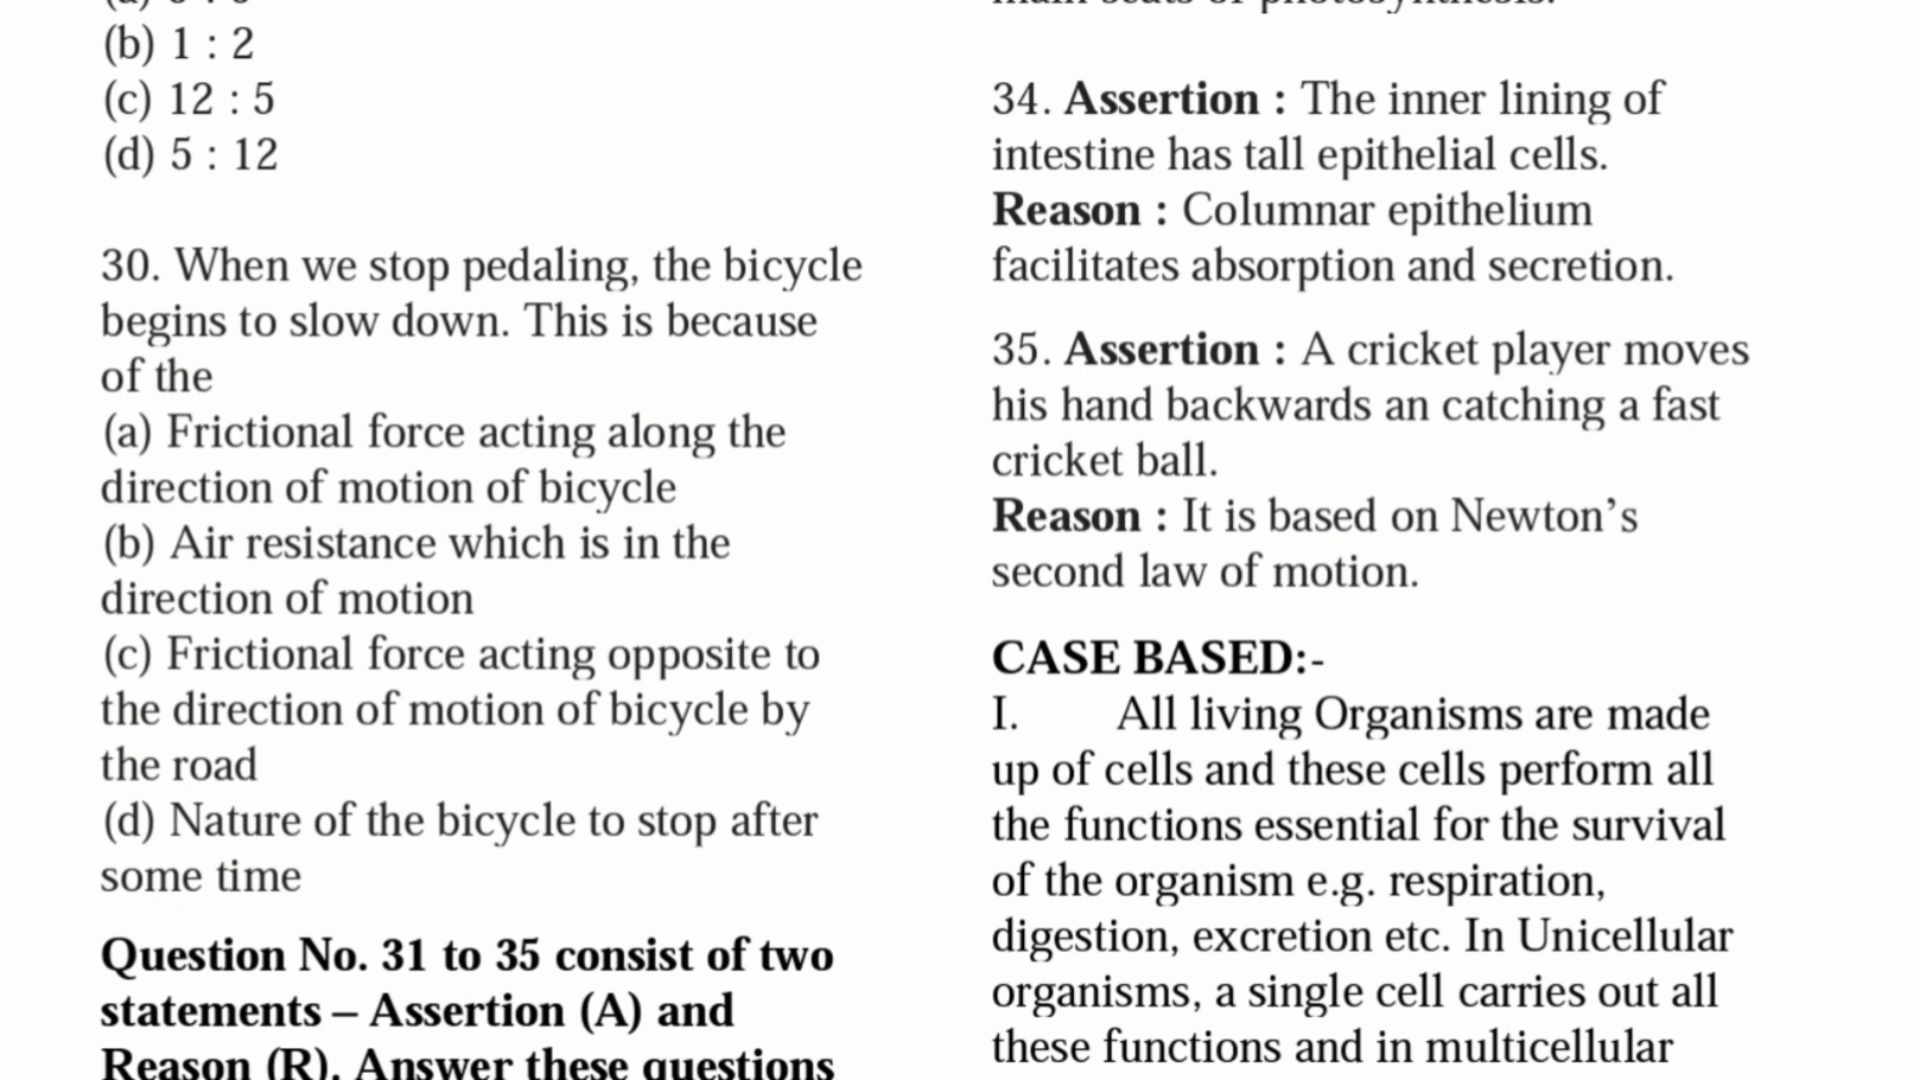 (b) 1 : 2
(c) 12 : 5
(d) 5 : 12
30. When we stop pedaling, the bicycle
begins to slow down. This is because
of the
(a) Frictional force acting along the
direction of motion of bicycle
(b) Air resistance which is in the
direction of motion
(c) Frictional force acting opposite to
the direction of motion of bicycle by
the road
(d) Nature of the bicycle to stop after
some time
Question No. 31 to 35 consist of two
statements – Assertion (A) and
Reason (R). Answer these questions
main seats of photosynthesis.
34. Assertion : The inner lining of
intestine has tall epithelial cells.
Reason : Columnar epithelium
facilitates absorption and secretion.
35. Assertion : A cricket player moves
his hand backwards an catching a fast
cricket ball.
Reason : It is based on Newton’s
second law of motion.
CASE BASED:-
I. All living Organisms are made
up of cells and these cells perform all
the functions essential for the survival
of the organism e.g. respiration,
digestion, excretion etc. In Unicellular
organisms, a single cell carries out all
these functions and in multicellular